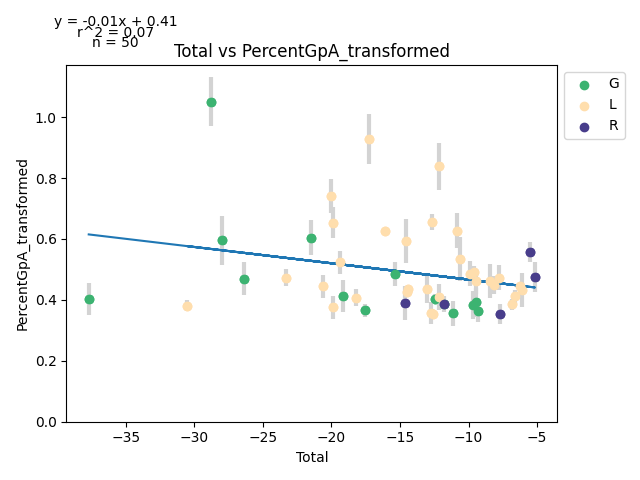 y = -0.01x + 0.41
r^2 = 0.07
n = 50
Total vs PercentGpA_transformed
PercentGpA_transformed
1.0
0.8
0.6
0.4
0.2
0.0
−35
−30
−25
−20
−15
−10
−5
Total
G
L
R